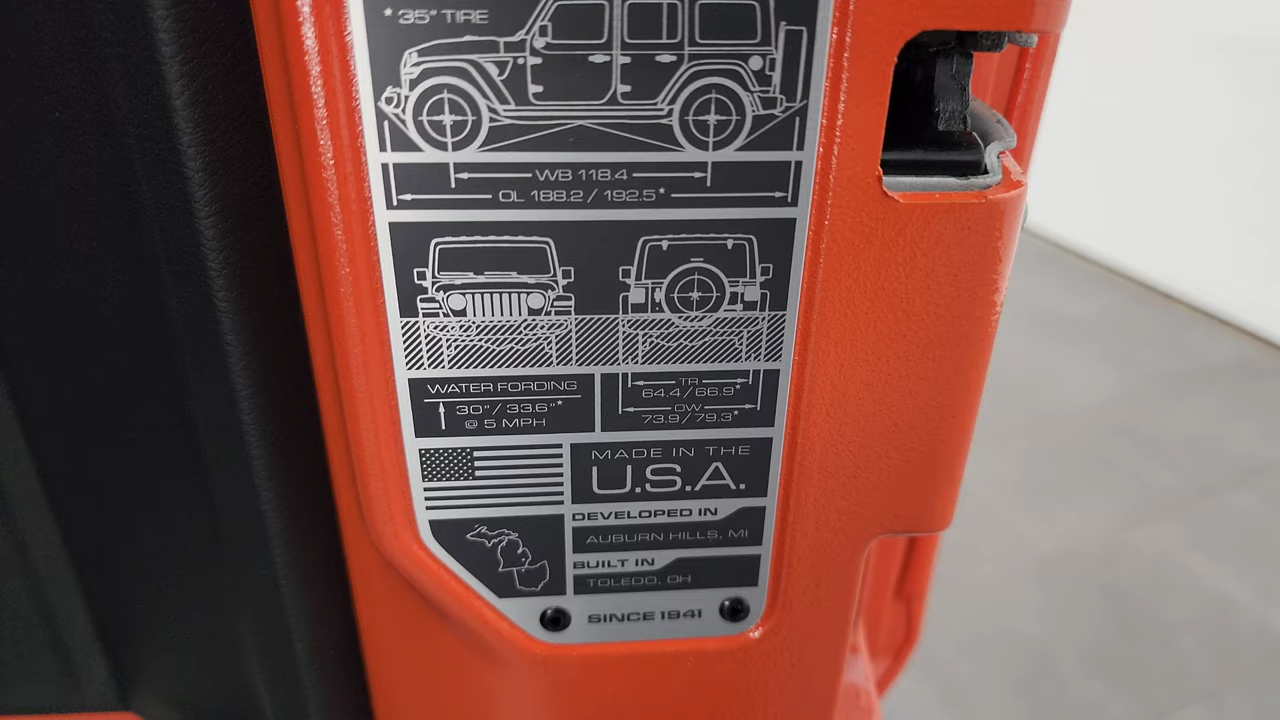 * 35" TIRE
WB 118.4
OL 188.2 / 192.5*
WATER FORDING
30" / 33.6"*
@ 5 MPH
TR
64.4 / 66.9*
OW
73.9 / 79.3*
MADE IN THE
U.S.A.
DEVELOPED IN
AUBURN HILLS, MI
BUILT IN
TOLEDO, OH
SINCE 1941